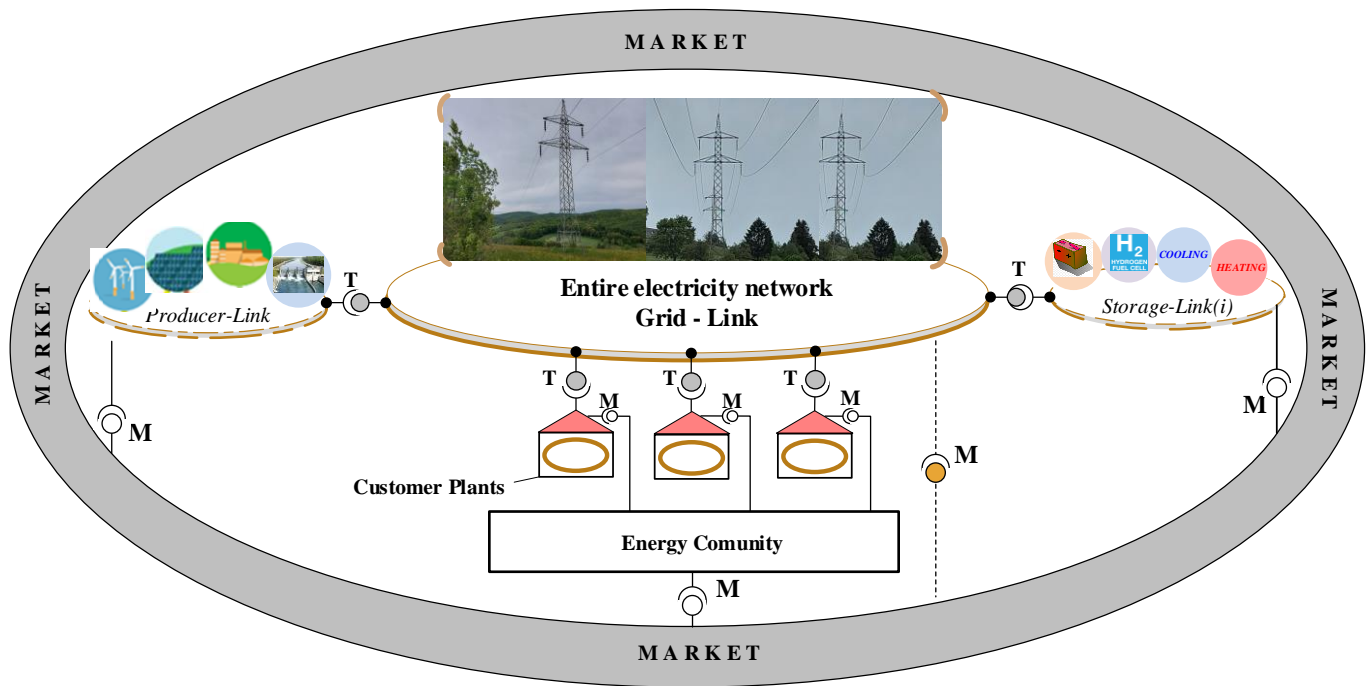 MARKET
MARKET
MARKET
T
T
H2
HYDROGEN
FUEL CELL
COOLING
HEATING
Producer-Link
Entire electricity network
Grid - Link
Storage-Link(i)
T
T
T
M
M
M
M
M
M
Customer Plants
Energy Comunity
M
MARKET